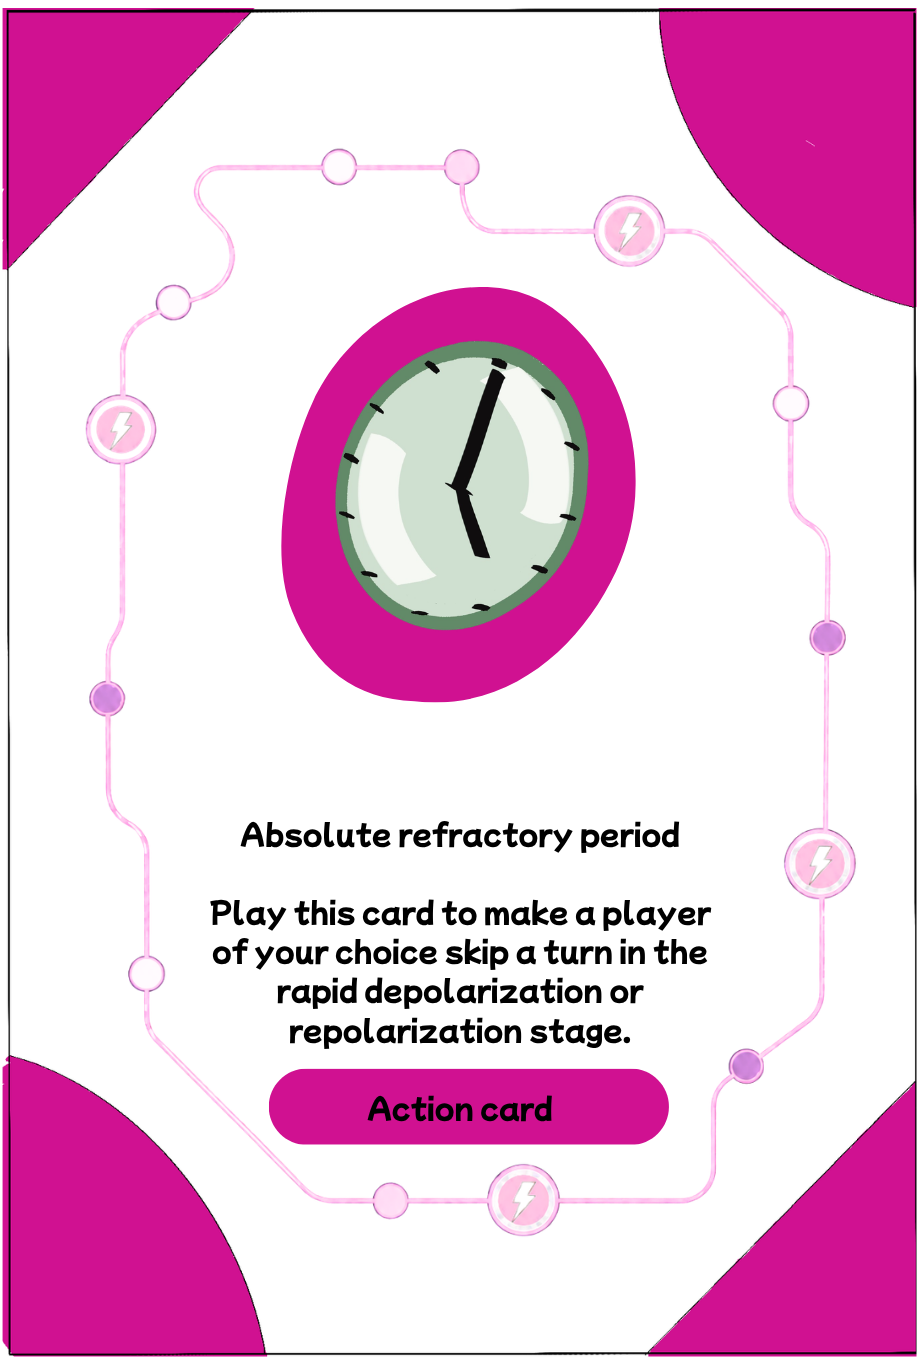 Absolute refractory period
Play this card to make a player
of your choice skip a turn in the
rapid depolarization or
repolarization stage.
Action card